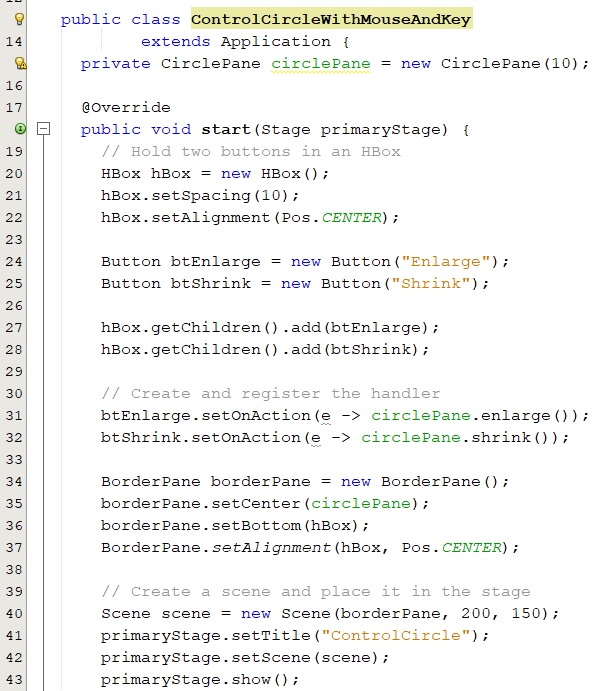 public class ControlCircleWithMouseAndKey
14 extends Application {
private CirclePane circlePane = new CirclePane(10);
16
17 @Override
public void start(Stage primaryStage) {
19 // Hold two buttons in an HBox
20 HBox hBox = new HBox();
21 hBox.setSpacing(10);
22 hBox.setAlignment(Pos.CENTER);
23
24 Button btEnlarge = new Button("Enlarge");
25 Button btShrink = new Button("Shrink");
26
27 hBox.getChildren().add(btEnlarge);
28 hBox.getChildren().add(btShrink);
29
30 // Create and register the handler
31 btEnlarge.setOnAction(e -> circlePane.enlarge());
32 btShrink.setOnAction(e -> circlePane.shrink());
33
34 BorderPane borderPane = new BorderPane();
35 borderPane.setCenter(circlePane);
36 borderPane.setBottom(hBox);
37 BorderPane.setAlignment(hBox, Pos.CENTER);
38
39 // Create a scene and place it in the stage
40 Scene scene = new Scene(borderPane, 200, 150);
41 primaryStage.setTitle("ControlCircle");
42 primaryStage.setScene(scene);
43 primaryStage.show();